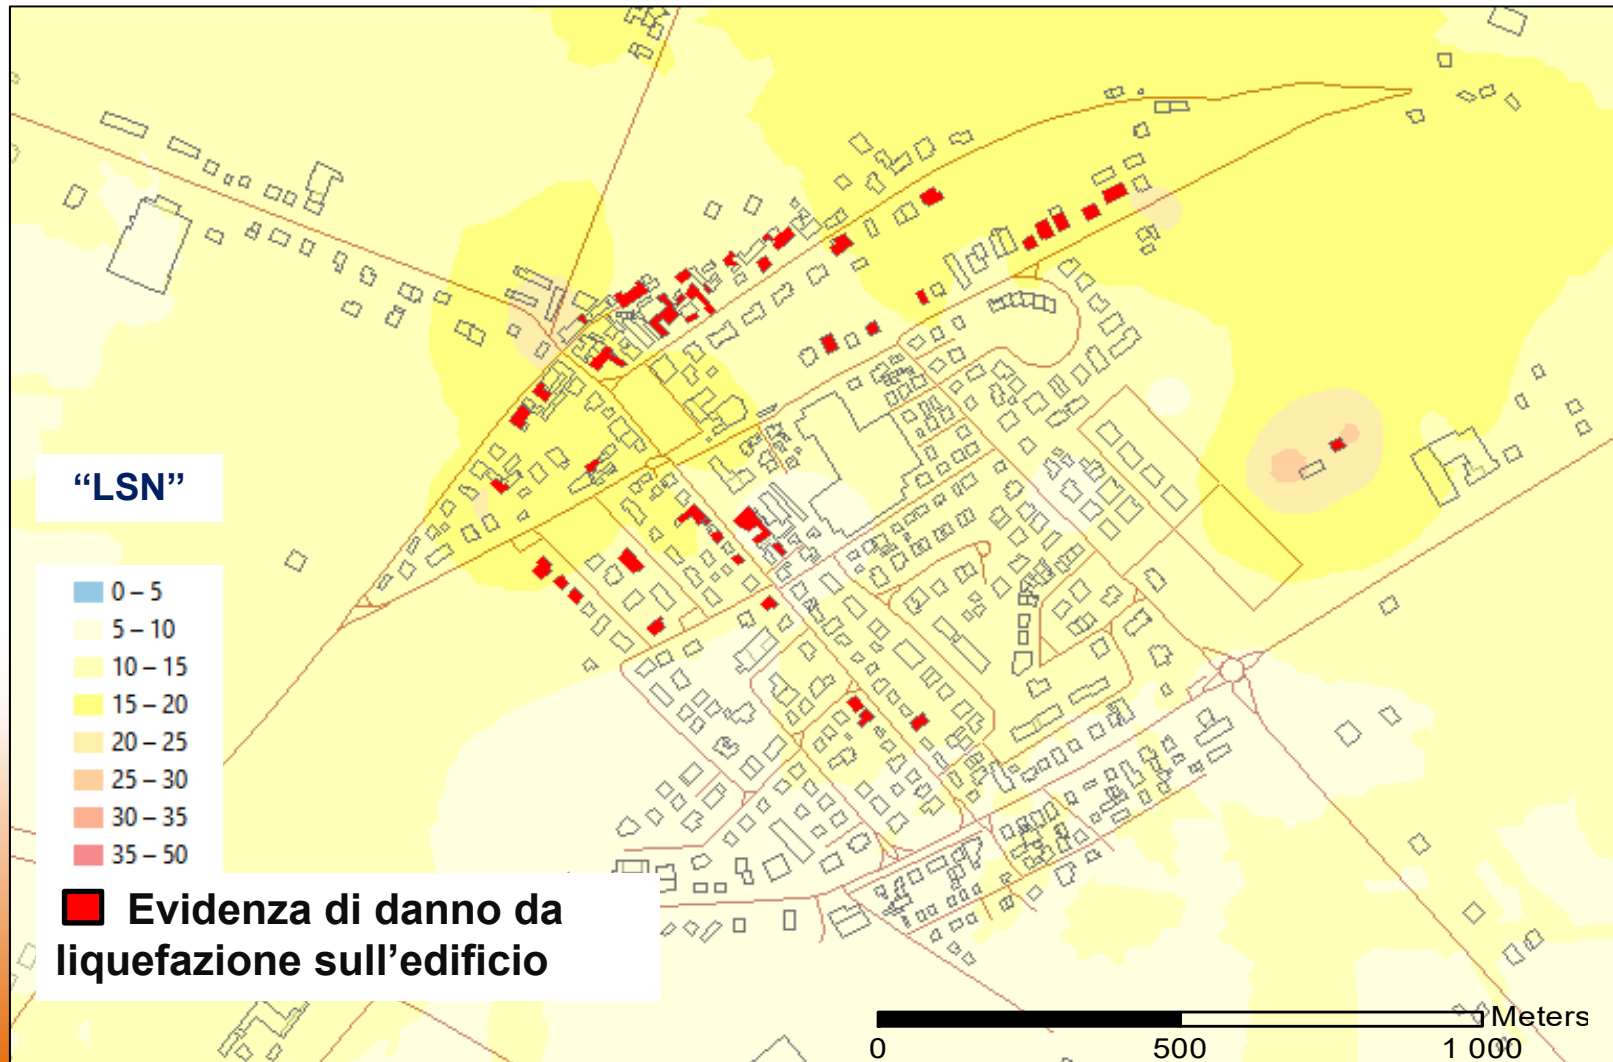 “LSN”
0 – 5
5 – 10
10 – 15
15 – 20
20 – 25
25 – 30
30 – 35
35 – 50
Evidenza di danno da
liquefazione sull’edificio
Meters
0 500 1 000